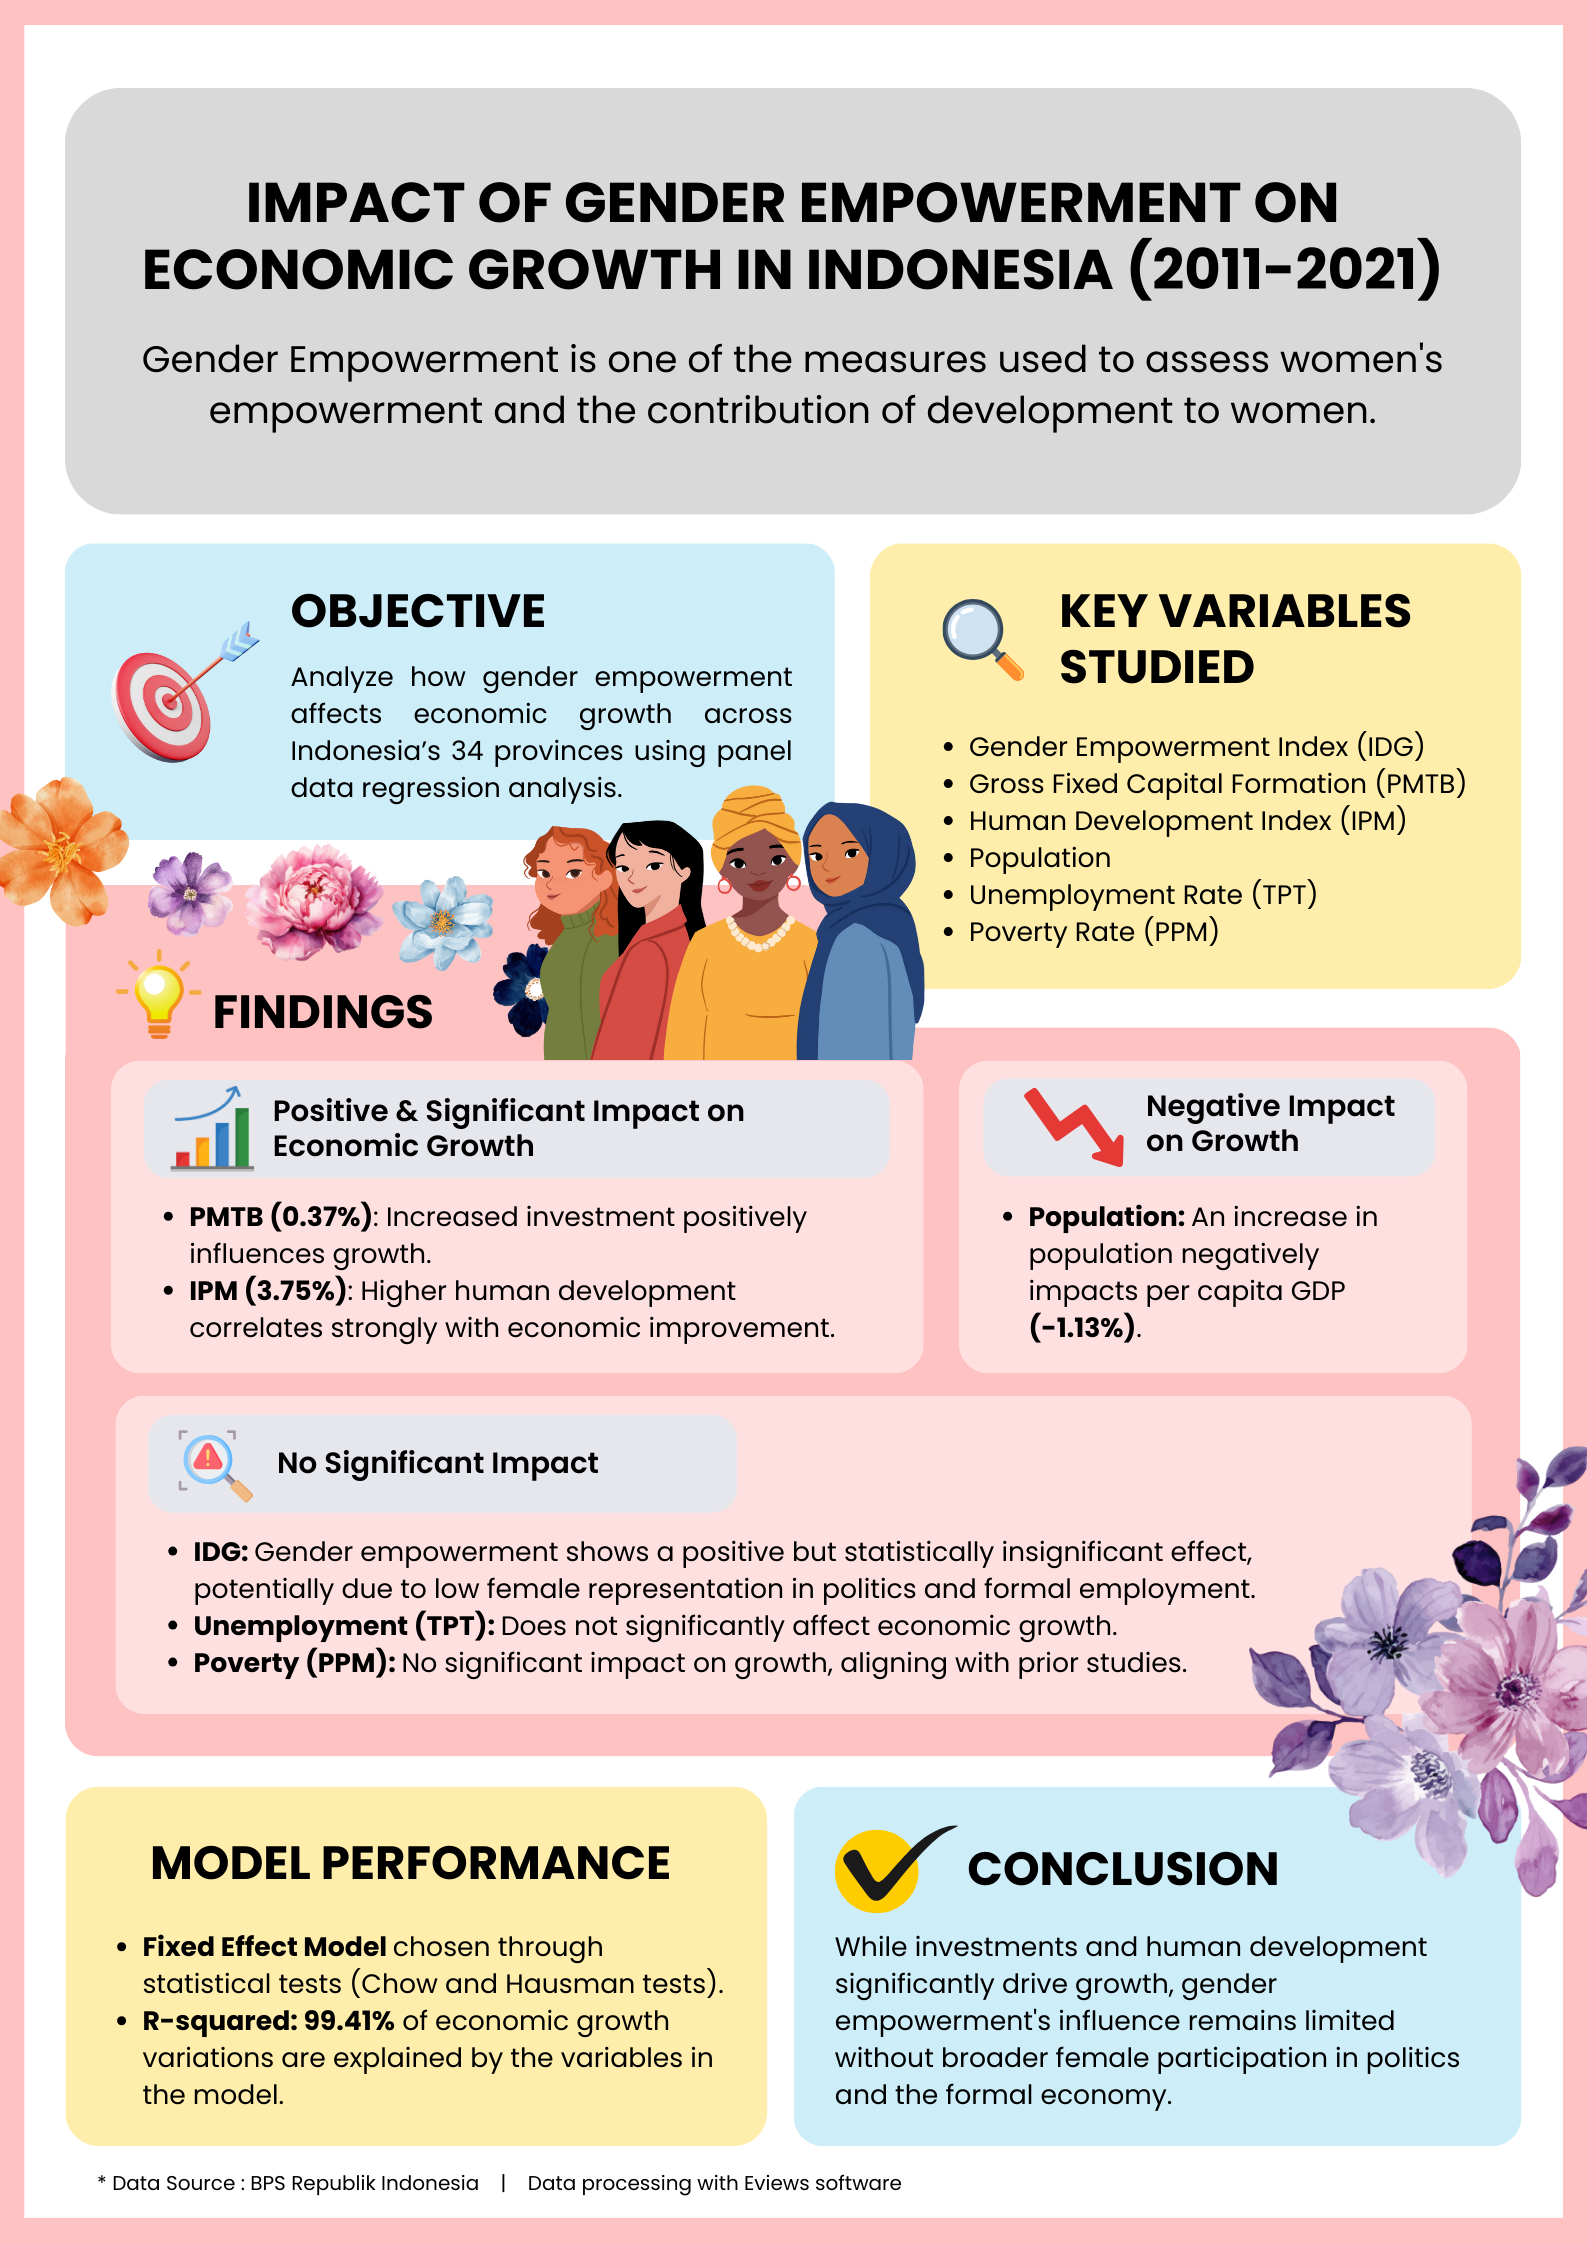 IMPACT OF GENDER EMPOWERMENT ON
ECONOMIC GROWTH IN INDONESIA (2011-2021)
Gender Empowerment is one of the measures used to assess women's
empowerment and the contribution of development to women.
OBJECTIVE
Analyze how gender empowerment
affects economic growth across
Indonesia’s 34 provinces using panel
data regression analysis.
KEY VARIABLES
STUDIED
• Gender Empowerment Index (IDG)
• Gross Fixed Capital Formation (PMTB)
• Human Development Index (IPM)
• Population
• Unemployment Rate (TPT)
• Poverty Rate (PPM)
FINDINGS
Positive & Significant Impact on
Economic Growth
• PMTB (0.37%): Increased investment positively
influences growth.
• IPM (3.75%): Higher human development
correlates strongly with economic improvement.
Negative Impact
on Growth
• Population: An increase in
population negatively
impacts per capita GDP
(-1.13%).
No Significant Impact
• IDG: Gender empowerment shows a positive but statistically insignificant effect,
potentially due to low female representation in politics and formal employment.
• Unemployment (TPT): Does not significantly affect economic growth.
• Poverty (PPM): No significant impact on growth, aligning with prior studies.
MODEL PERFORMANCE
• Fixed Effect Model chosen through
statistical tests (Chow and Hausman tests).
• R-squared: 99.41% of economic growth
variations are explained by the variables in
the model.
CONCLUSION
While investments and human development
significantly drive growth, gender
empowerment's influence remains limited
without broader female participation in politics
and the formal economy.
* Data Source : BPS Republik Indonesia | Data processing with Eviews software